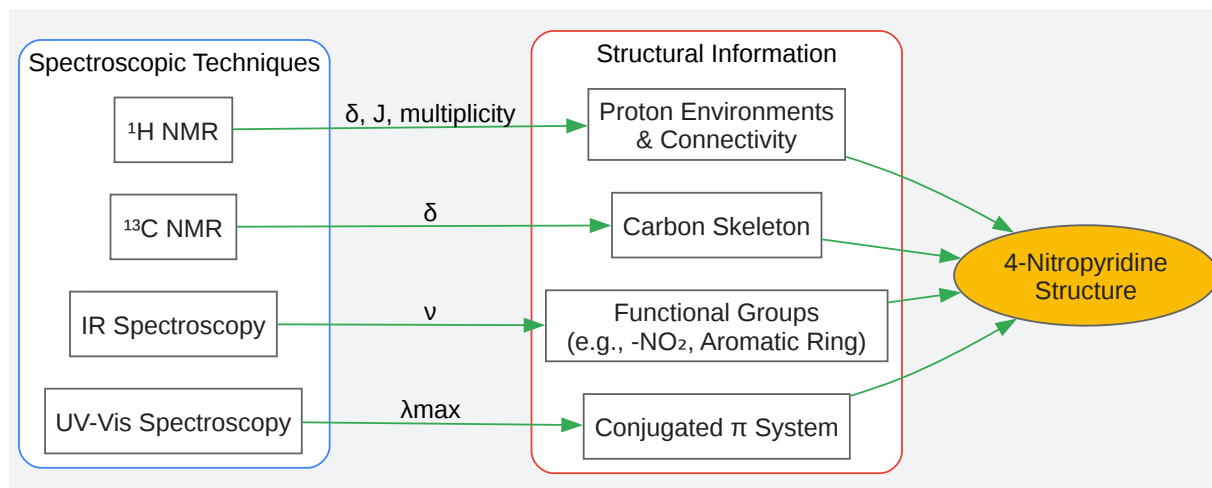 Spectroscopic Techniques
Structural Information
¹H NMR
δ, J, multiplicity
Proton Environments
& Connectivity
¹³C NMR
δ
Carbon Skeleton
4-Nitropyridine
Structure
IR Spectroscopy
ν
Functional Groups
(e.g., -NO₂, Aromatic Ring)
UV-Vis Spectroscopy
λmax
Conjugated π System